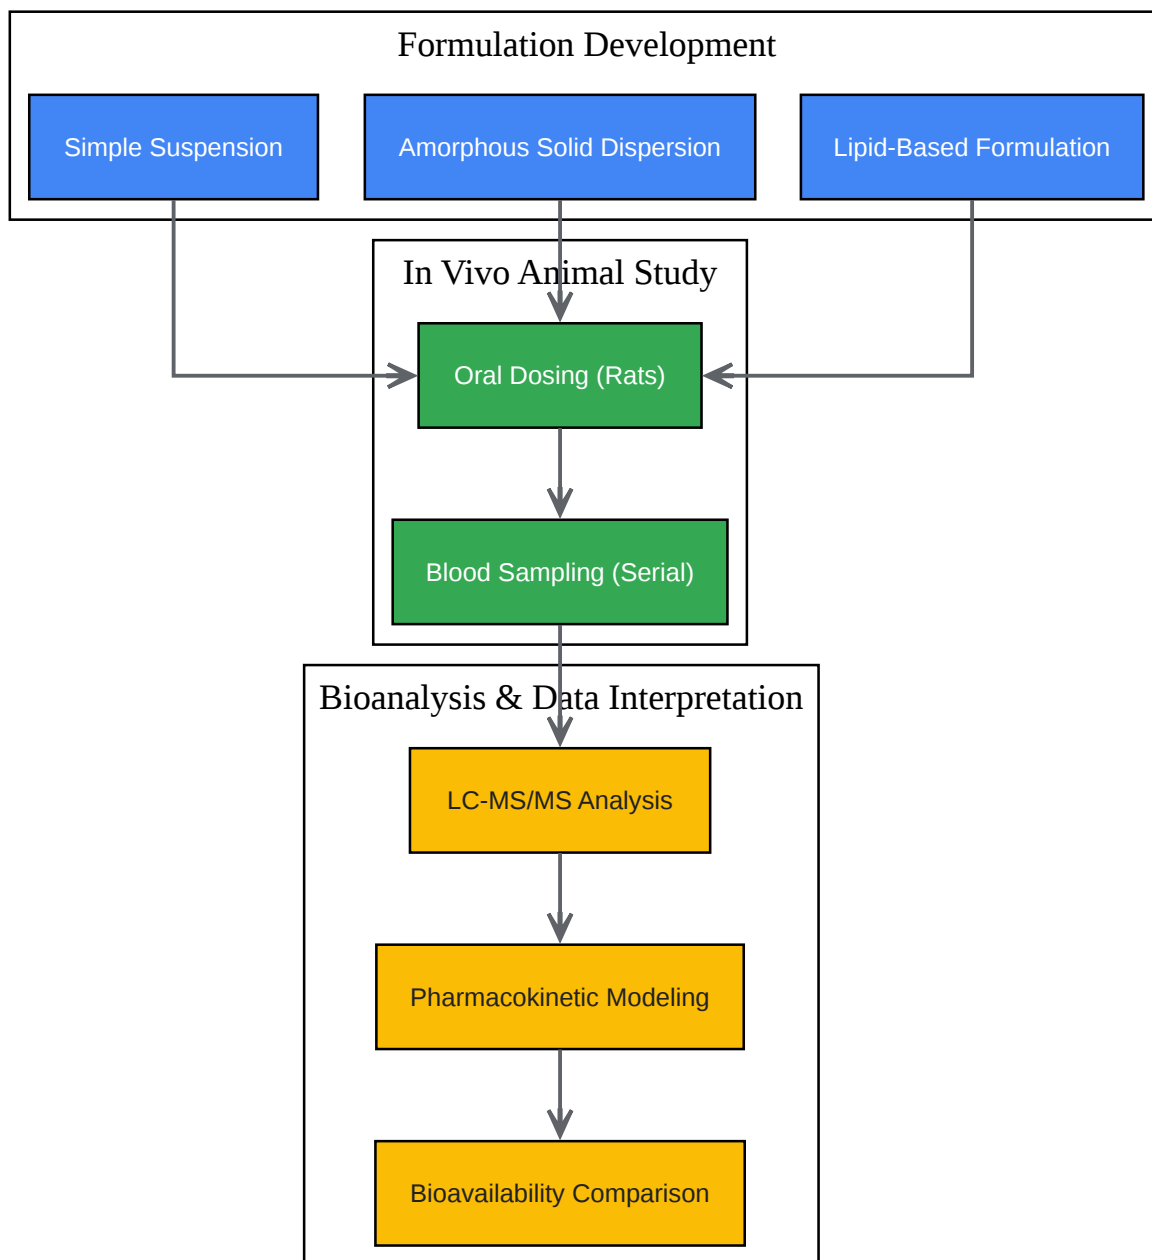 Formulation Development
Simple Suspension
Amorphous Solid Dispersion
Lipid-Based Formulation
In Vivo Animal Study
Oral Dosing (Rats)
Blood Sampling (Serial)
Bioanalysis & Data Interpretation
LC-MS/MS Analysis
Pharmacokinetic Modeling
Bioavailability Comparison